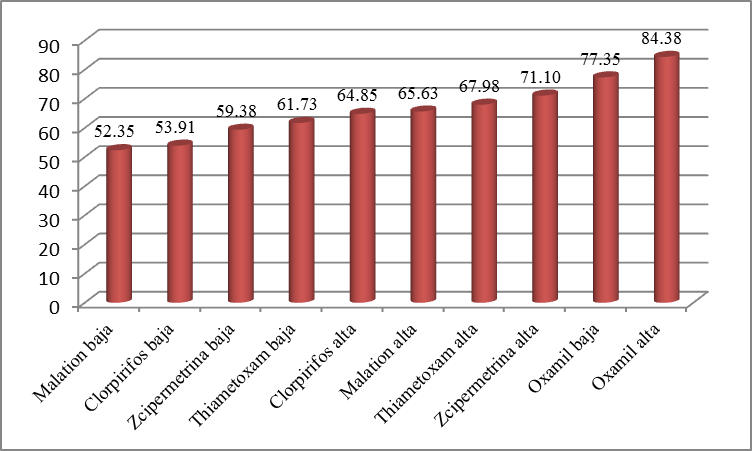 90
80
70
60
50
40
30
20
10
0
52.35
53.91
59.38
61.73
64.85
65.63
67.98
71.10
77.35
84.38
Malation baja
Clorpirifos baja
Zcipermetrina baja
Thiametoxam baja
Clorpirifos alta
Malation alta
Thiametoxam alta
Zcipermetrina alta
Oxamil baja
Oxamil alta